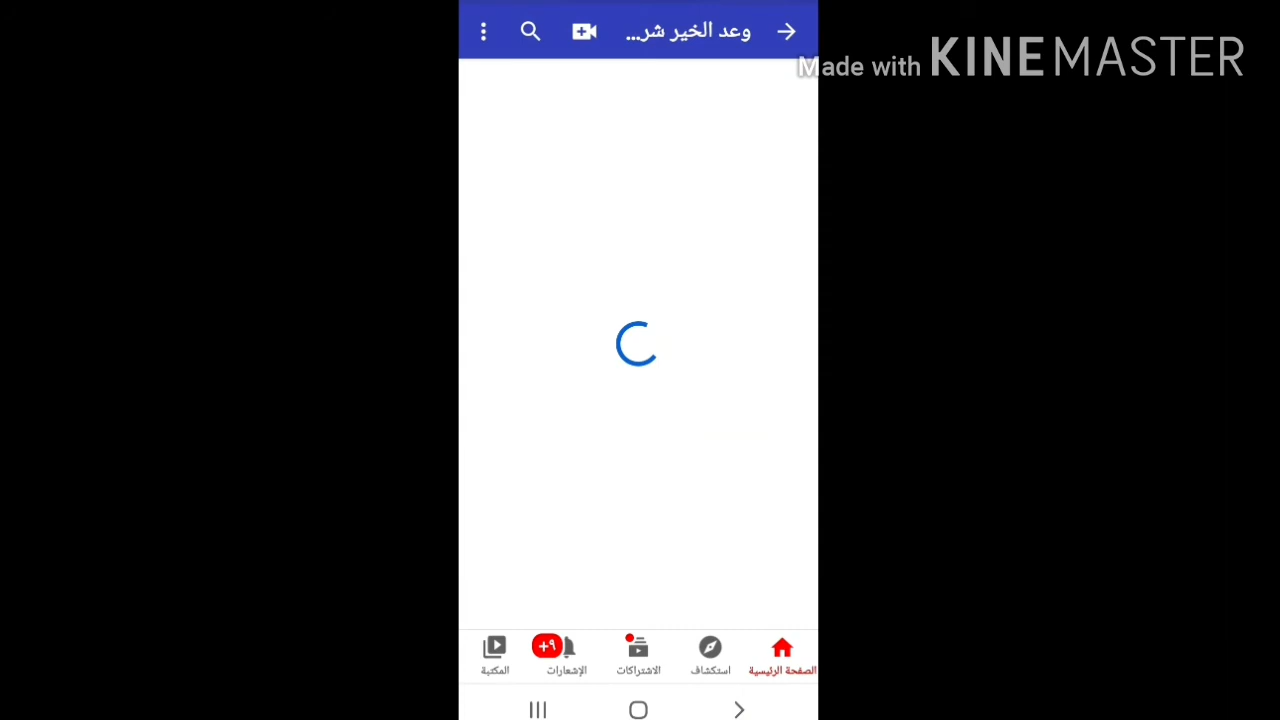 وعد الخير شر...
Made with KINEMASTER
+٩
الصفحة الرئيسية
استكشاف
الاشتراكات
الإشعارات
المكتبة